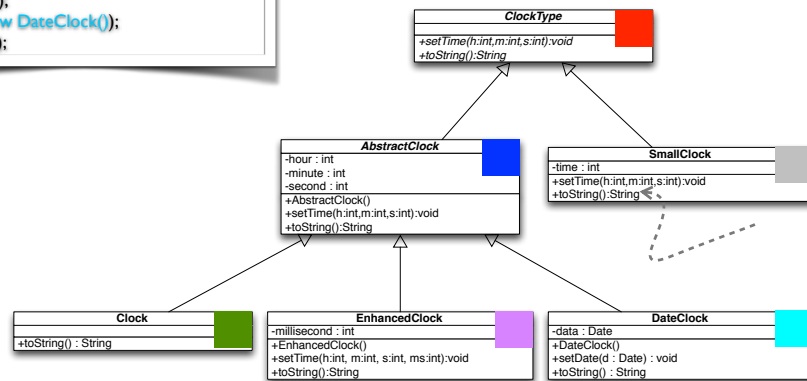 );
w DateClock());
);
ClockType
+setTime(h:int,m:int,s:int):void
+toString():String
AbstractClock
-hour : int
-minute : int
-second : int
+AbstractClock()
+setTime(h:int,m:int,s:int):void
+toString():String
SmallClock
-time : int
+setTime(h:int,m:int,s:int):void
+toString():String
Clock
+toString() : String
EnhancedClock
-millisecond : int
+EnhancedClock()
+setTime(h:int, m:int, s:int, ms:int):void
+toString():String
DateClock
-data : Date
+DateClock()
+setDate(d : Date) : void
+toString() : String